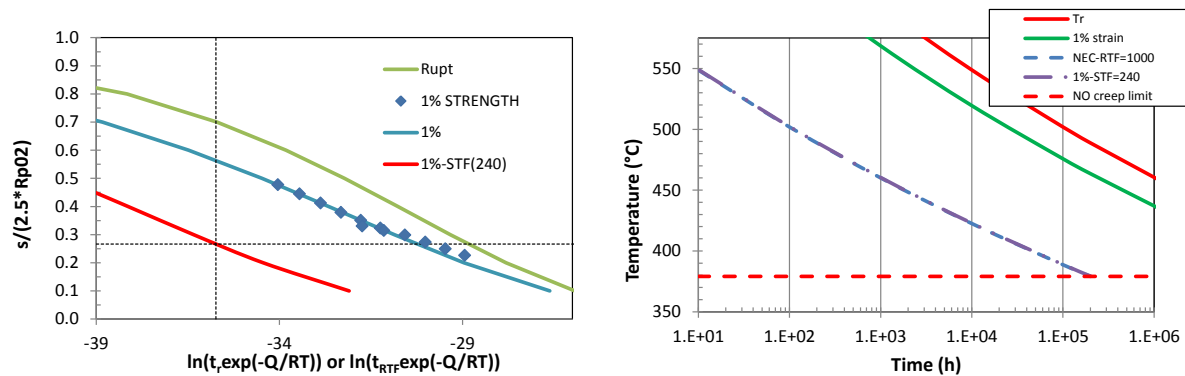 1.0
0.9
0.8
0.7
0.6
0.5
0.4
0.3
0.2
0.1
0.0
s/(2.5* Rp02)
Rupt
1% STRENGTH
1%
1%-STF(240)
-39
-34
-29
ln(trexp(-Q/RT)) or ln(tRTFexp(-Q/RT))
Tr
1% strain
NEC-RTF=1000
1%-STF=240
NO creep limit
550
500
450
400
350
Temperature (°C)
1.E+01
1.E+02
1.E+03
1.E+04
1.E+05
1.E+06
Time (h)